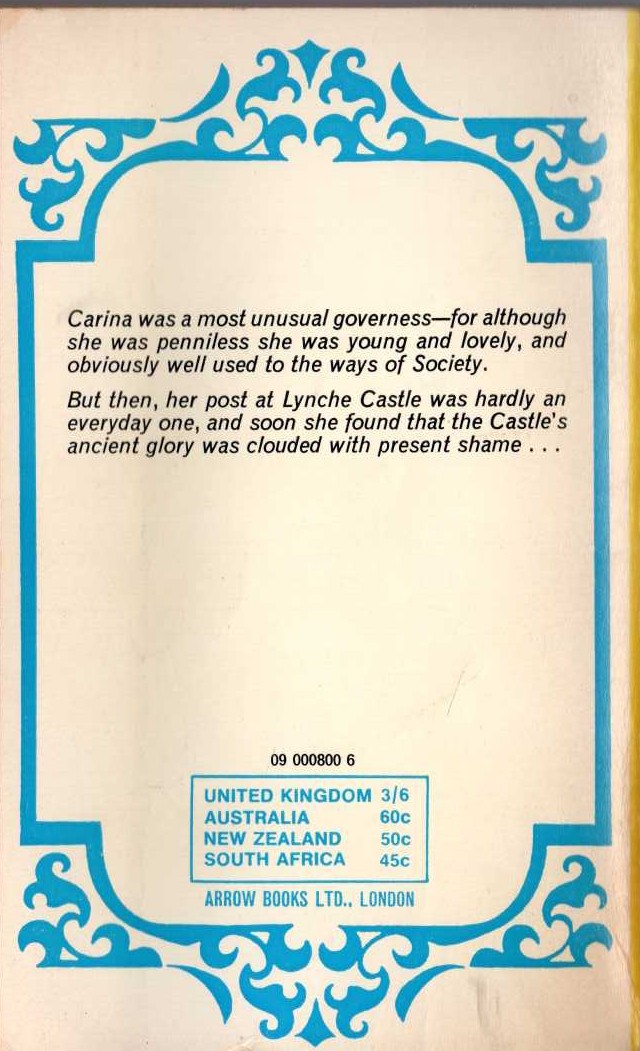 Carina was a most unusual governess—for although
she was penniless she was young and lovely, and
obviously well used to the ways of Society.
But then, her post at Lynche Castle was hardly an
everyday one, and soon she found that the Castle's
ancient glory was clouded with present shame . . .
09 000800 6
UNITED KINGDOM 3/6
AUSTRALIA 60c
NEW ZEALAND 50c
SOUTH AFRICA 45c
ARROW BOOKS LTD., LONDON